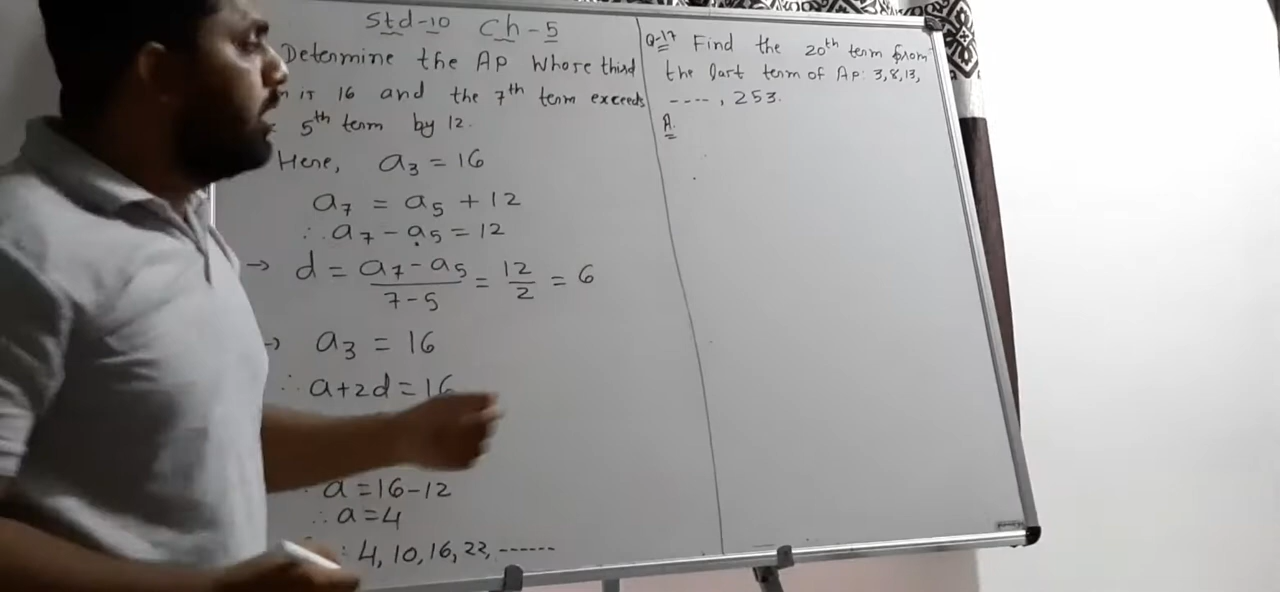 Std-10 Ch-5
Determine the AP whose third
is 16 and the 7th term exceeds
5th term by 12.
Here, a3 = 16
a7 = a5 + 12
∴ a7 - a5 = 12
→ d = a7 - a5 / 7-5 = 12/2 = 6
→ a3 = 16
∴ a+2d = 16
a = 16-12
∴ a = 4
: 4, 10, 16, 22, ------
Q-17 Find the 20th term from
the last term of AP: 3,8,13,
----, 253.
A.